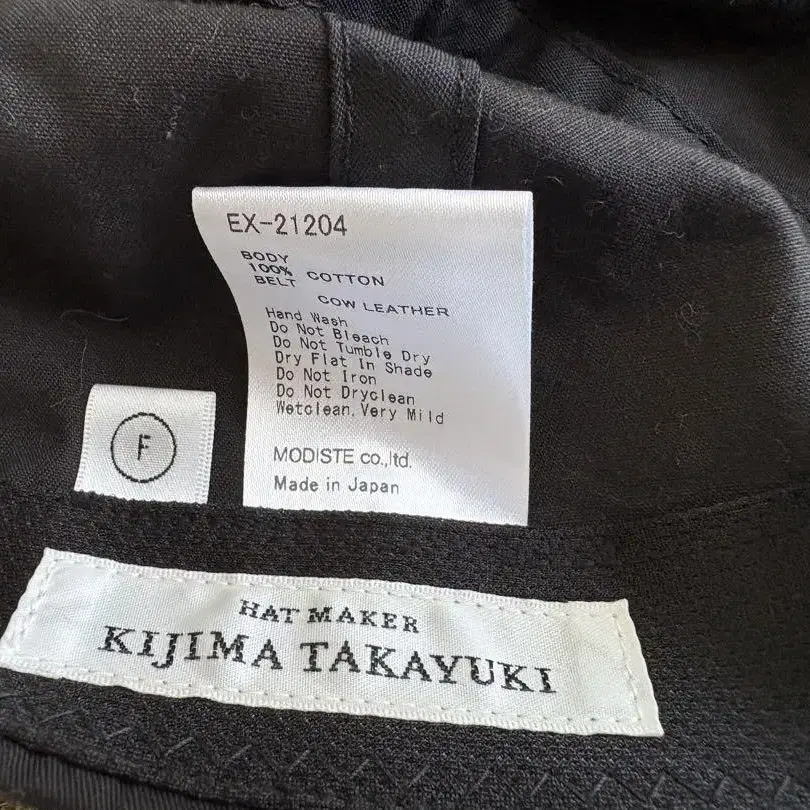 EX-21204
BODY
100% COTTON
BELT
COW LEATHER
Hand Wash
Do Not Bleach
Do Not Tumble Dry
Dry Flat In Shade
Do Not Iron
Do Not Dryclean
Wetclean,Very Mild
MODISTE co.,ltd.
Made in Japan
F
HAT MAKER
KIJIMA TAKAYUKI